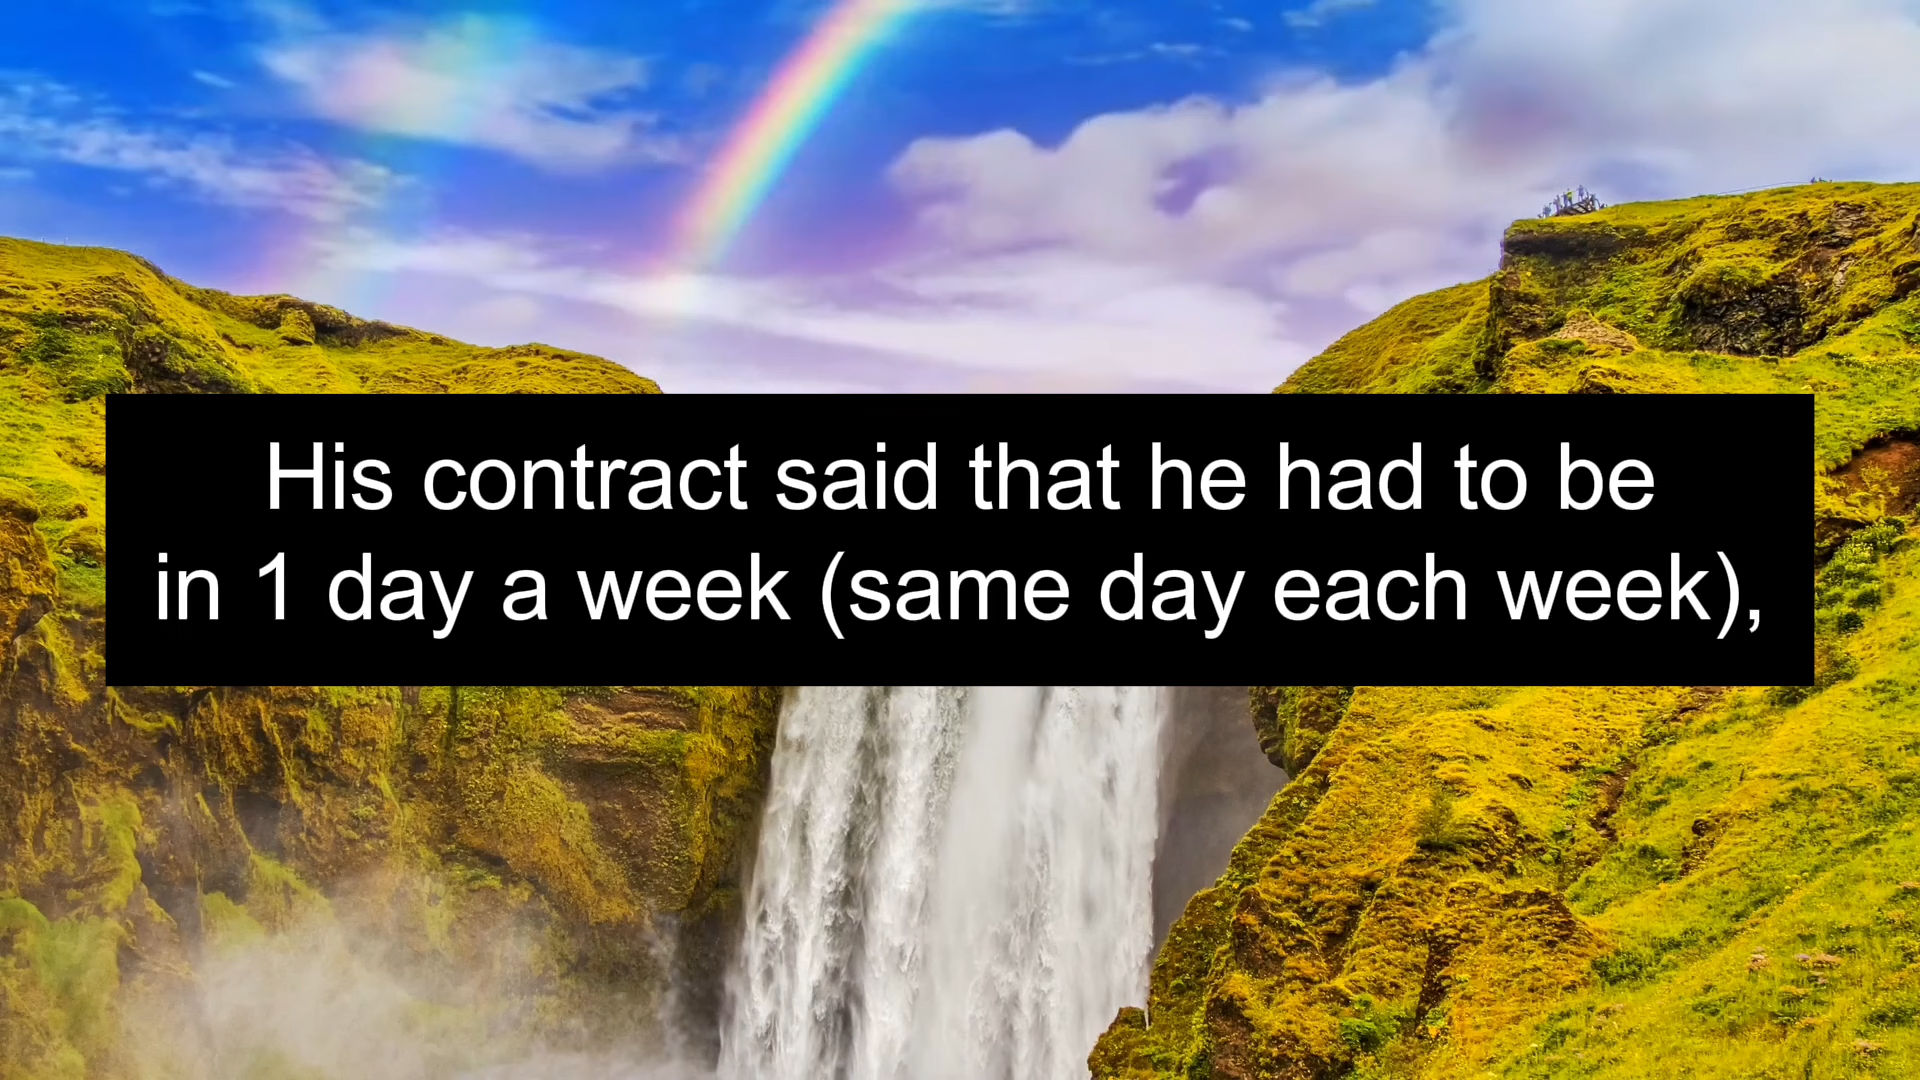 His contract said that he had to be
in 1 day a week (same day each week),